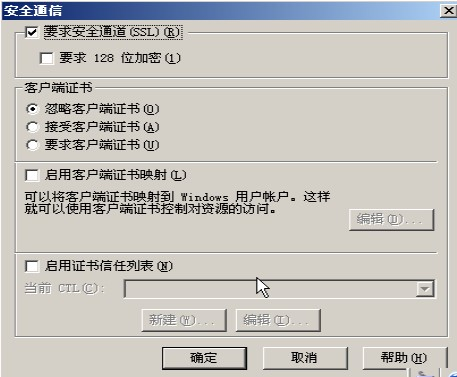 安全通信
要求安全通道(SSL)(R)
要求 128 位加密(1)
客户端证书
忽略客户端证书(O)
接受客户端证书(A)
要求客户端证书(U)
启用客户端证书映射(L)
可以将客户端证书映射到 Windows 用户帐户。这样
就可以使用客户端证书控制对资源的访问。
编辑(D)...
启用证书信任列表(N)
当前 CTL(C):
新建(W)... 编辑(I)...
确定 取消 帮助(H)